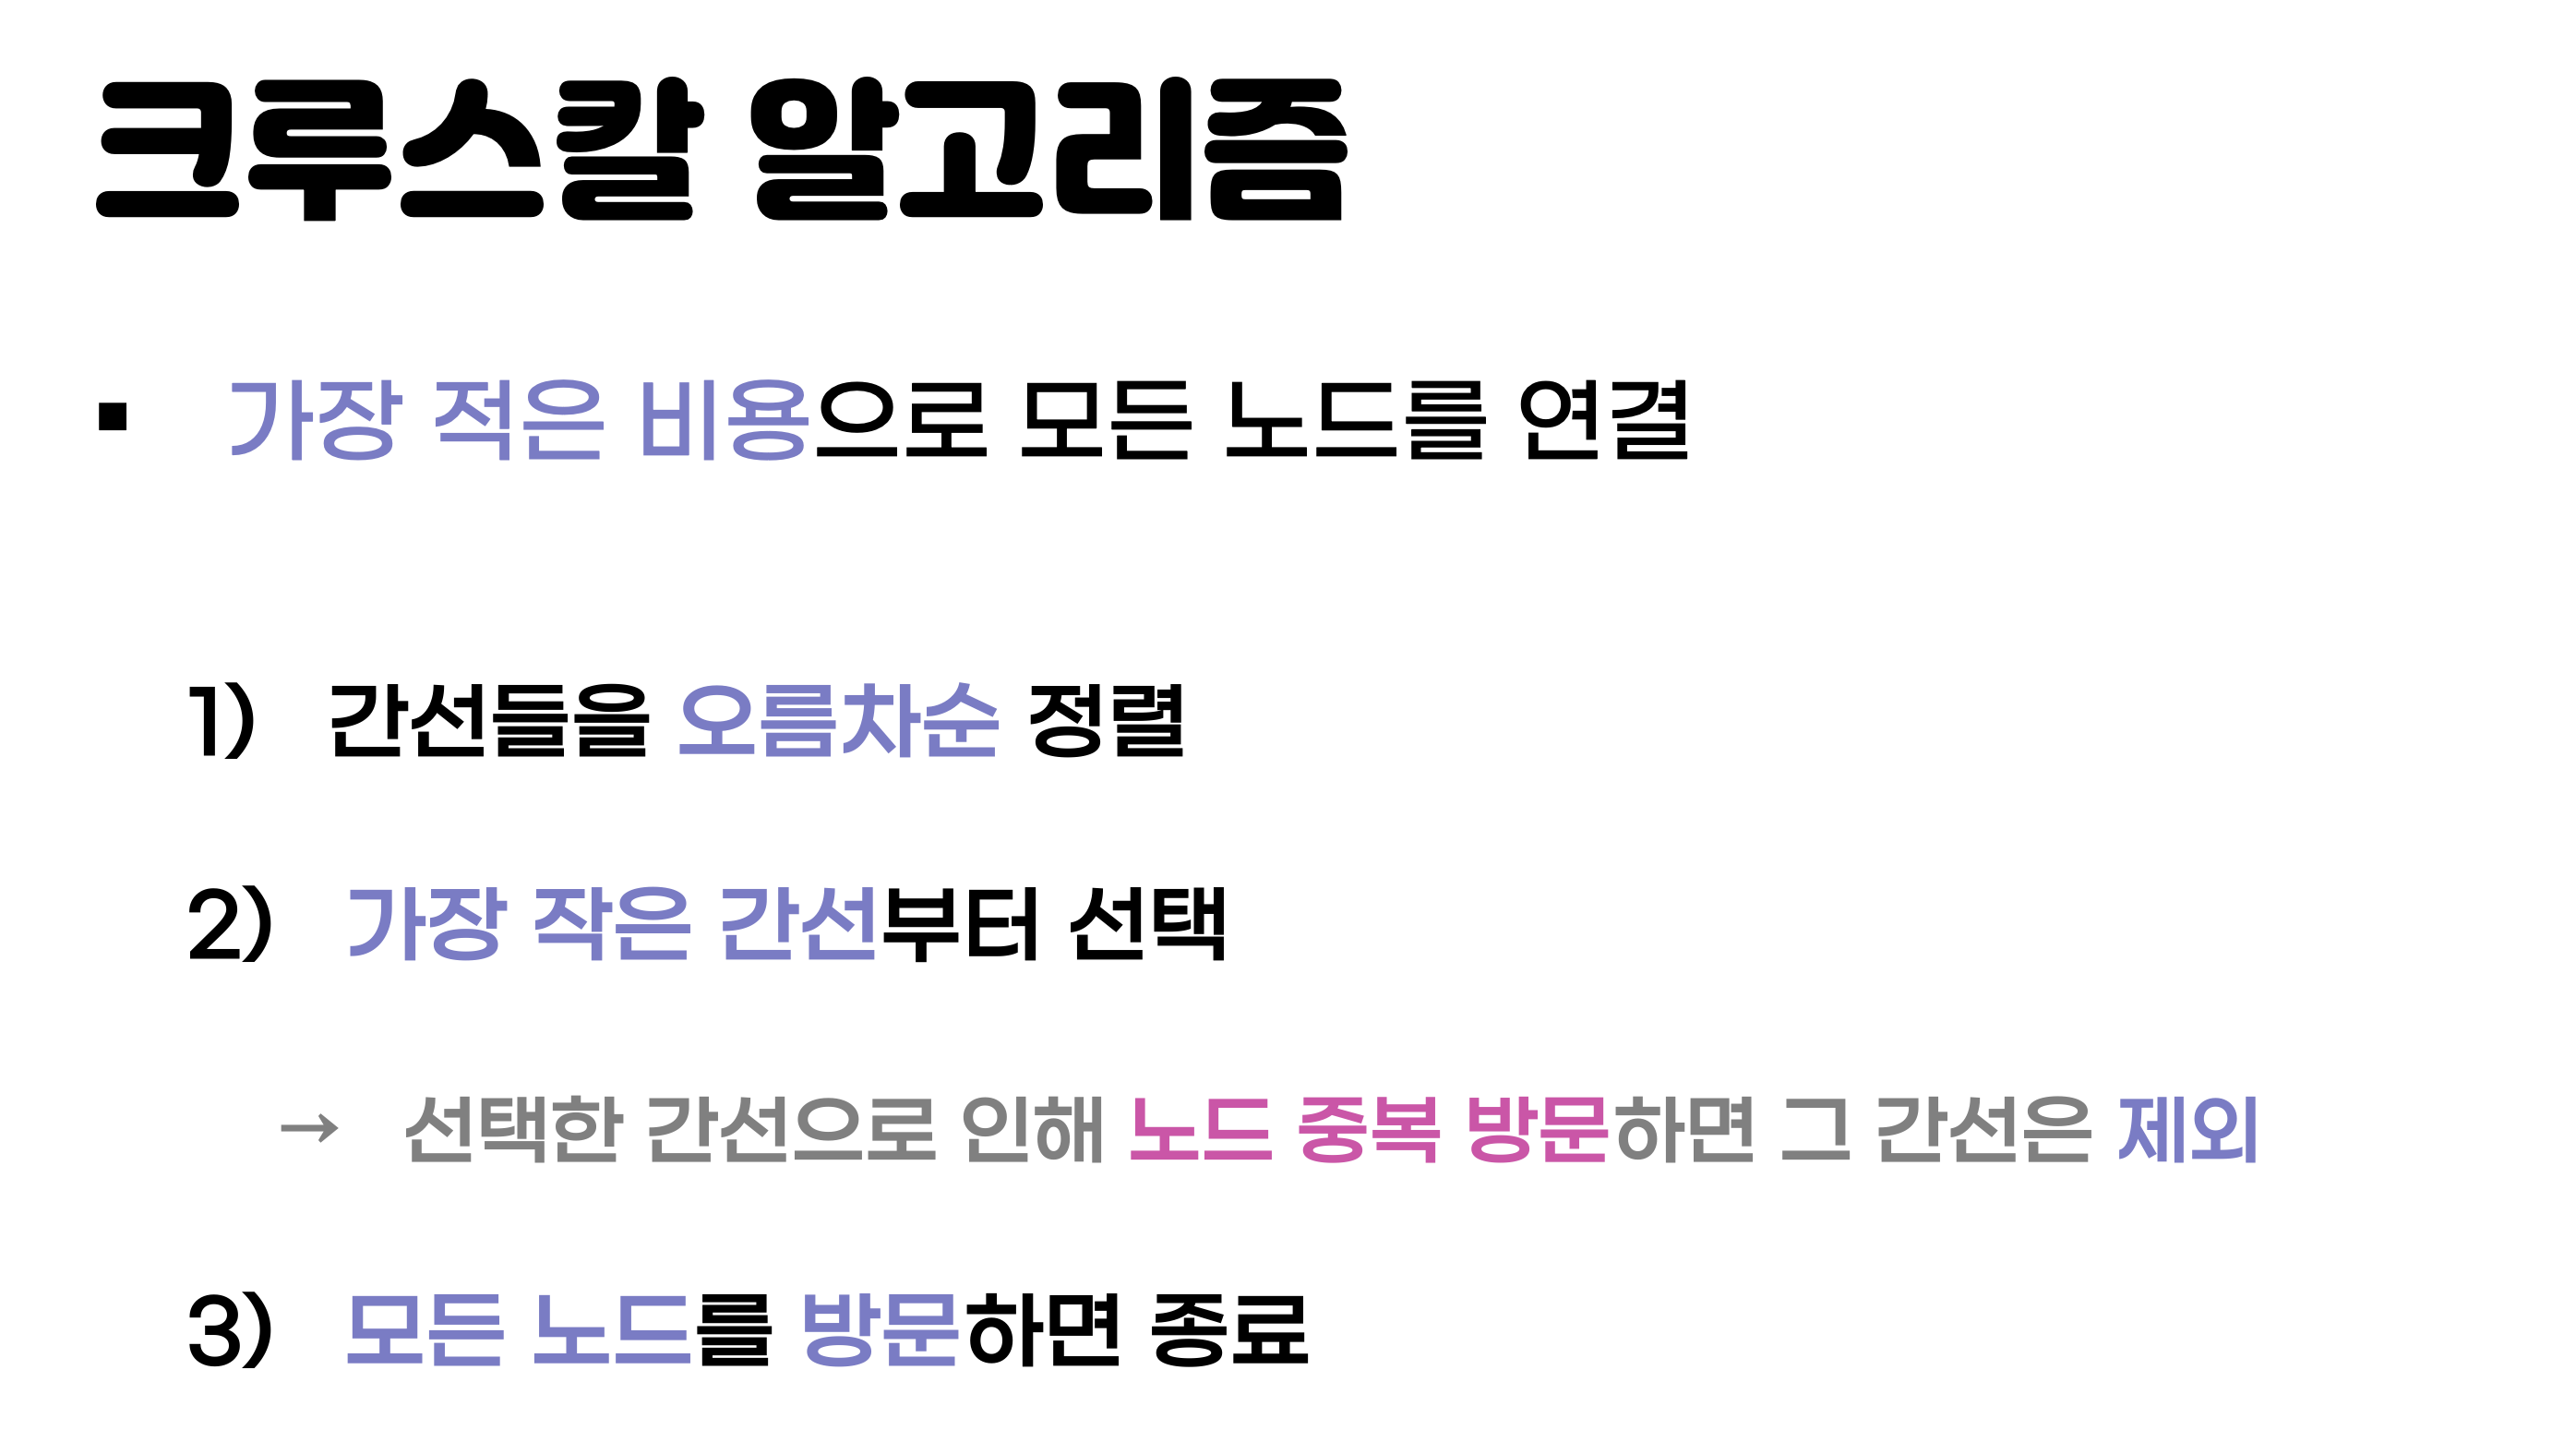 크루스칼 알고리즘
▪ 가장 적은 비용으로 모든 노드를 연결
1) 간선들을 오름차순 정렬
2) 가장 작은 간선부터 선택
→ 선택한 간선으로 인해 노드 중복 방문하면 그 간선은 제외
3) 모든 노드를 방문하면 종료